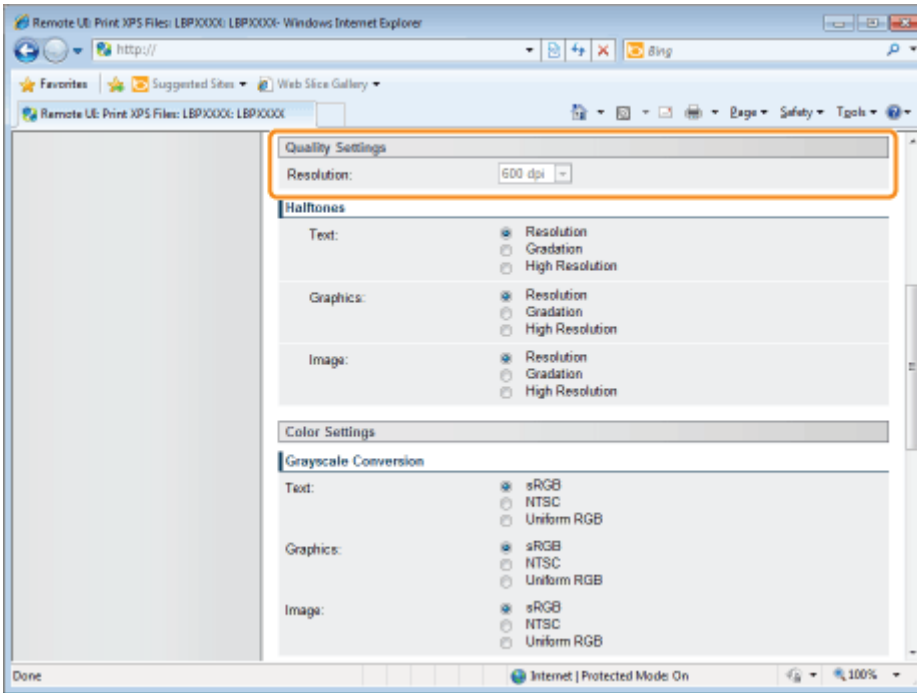 Remote UI: Print XPS Files: LBPXXXX: LBPXXXX- Windows Internet Explorer
http://
Bing
Favorites Suggested Sites Web Slice Gallery
Remote UI: Print XPS Files: LBPXXXX: LBPXXXX
Page Safety Tools
Quality Settings
Resolution: 600 dpi
Halftones
Text: Resolution
Gradation
High Resolution
Graphics: Resolution
Gradation
High Resolution
Image: Resolution
Gradation
High Resolution
Color Settings
Grayscale Conversion
Text: sRGB
NTSC
Uniform RGB
Graphics: sRGB
NTSC
Uniform RGB
Image: sRGB
NTSC
Uniform RGB
Done Internet | Protected Mode: On 100%